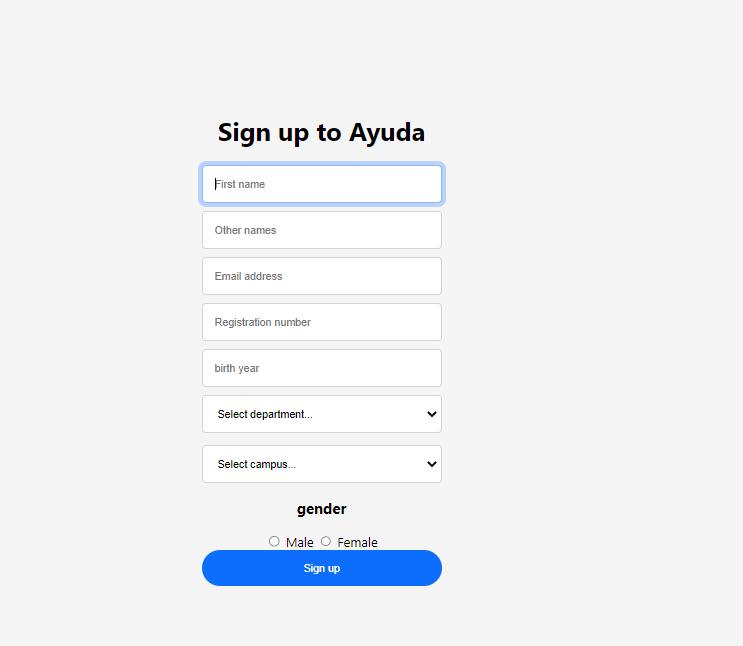 Sign up to Ayuda
First name
Other names
Email address
Registration number
birth year
Select department...
Select campus...
gender
Male Female
Sign up